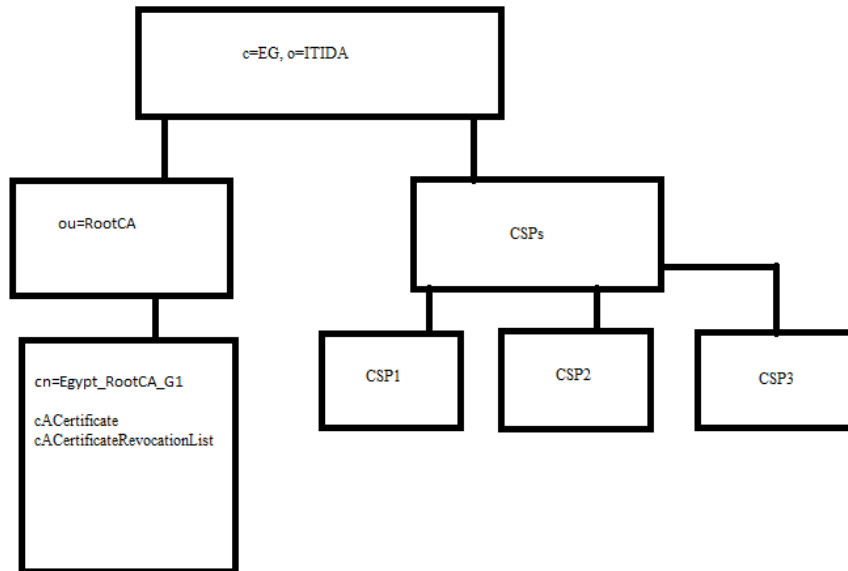 c=EG, o=ITIDA
ou=RootCA
CSPs
cn=Egypt_RootCA_G1
cACertificate
cACertificateRevocationList
CSP1
CSP2
CSP3